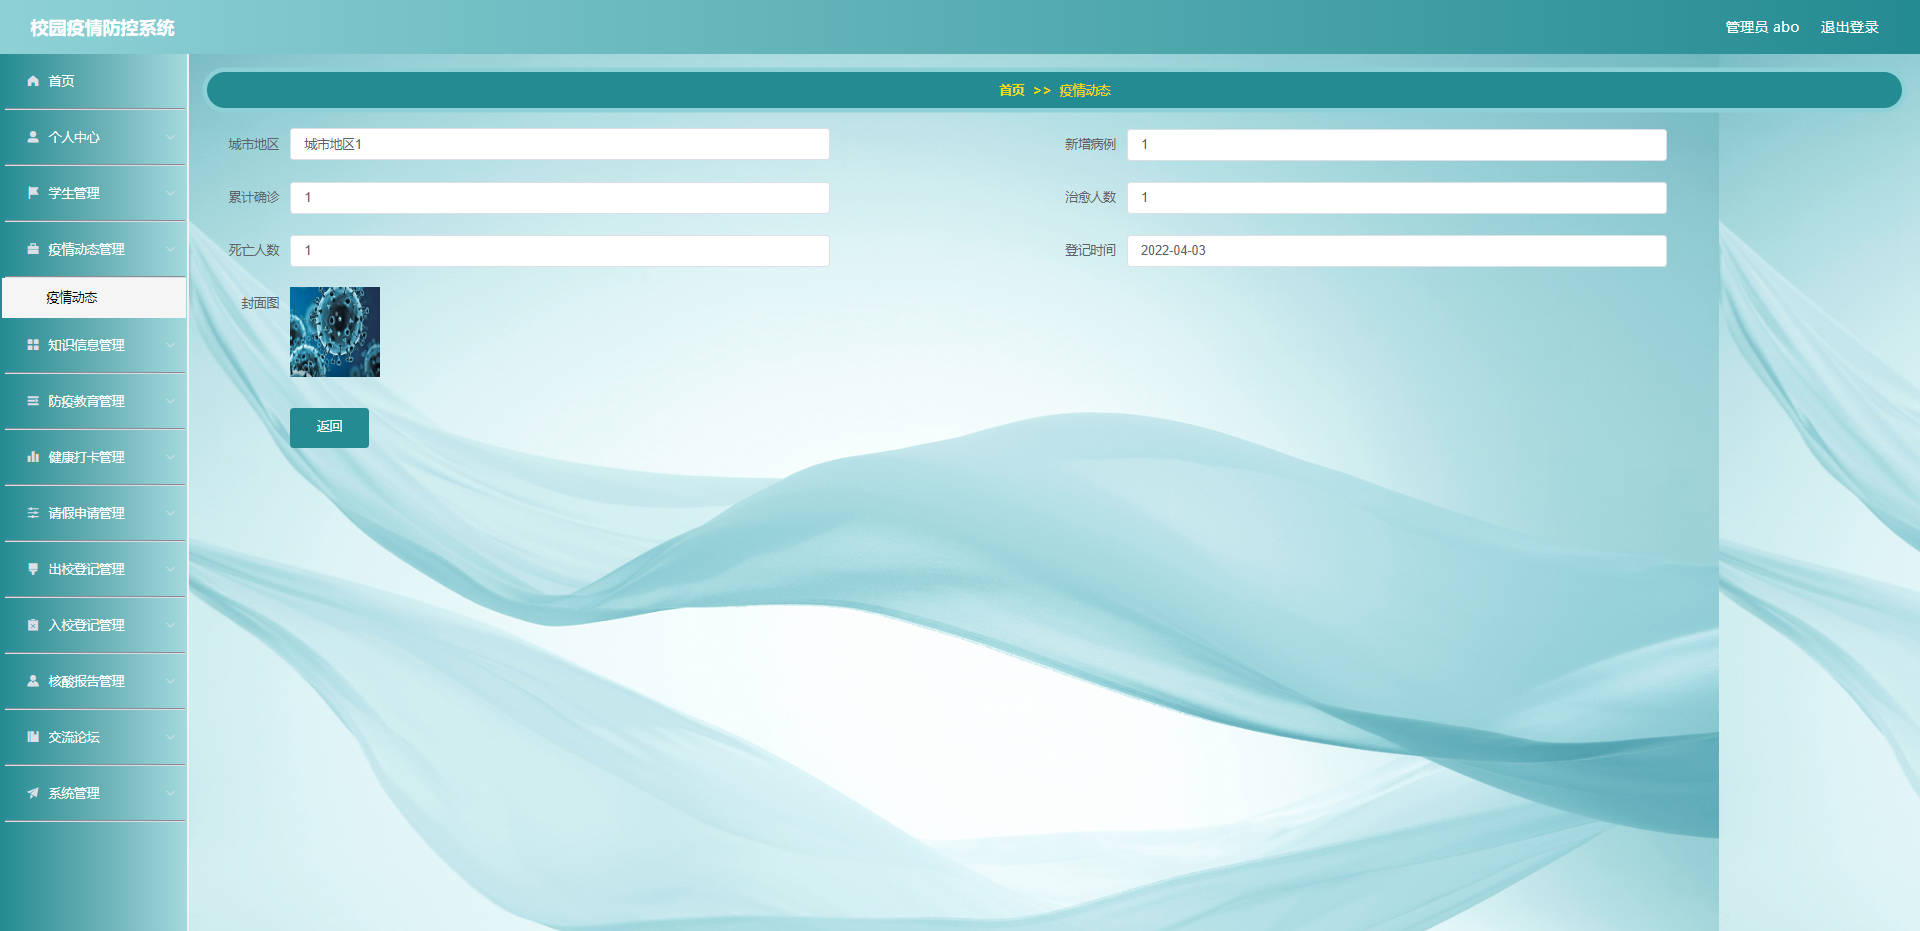 校园疫情防控系统
管理员 abo 退出登录
首页
个人中心
学生管理
疫情动态管理
疫情动态
知识信息管理
防疫教育管理
健康打卡管理
请假申请管理
出校登记管理
入校登记管理
核酸报告管理
交流论坛
系统管理
首页 >> 疫情动态
城市地区 城市地区1
新增病例 1
累计确诊 1
治愈人数 1
死亡人数 1
登记时间 2022-04-03
封面图
返回